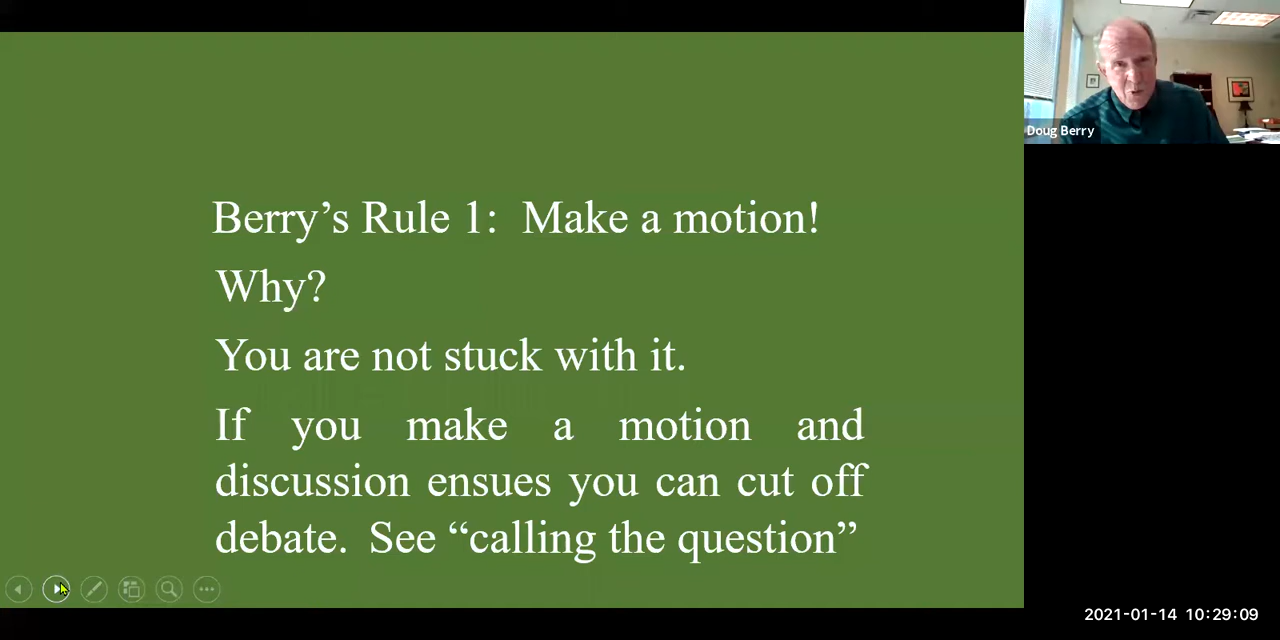 Berry’s Rule 1:  Make a motion!
Why?
You are not stuck with it.
If you make a motion and
discussion ensues you can cut off
debate.  See “calling the question”
Doug Berry
2021-01-14 10:29:09